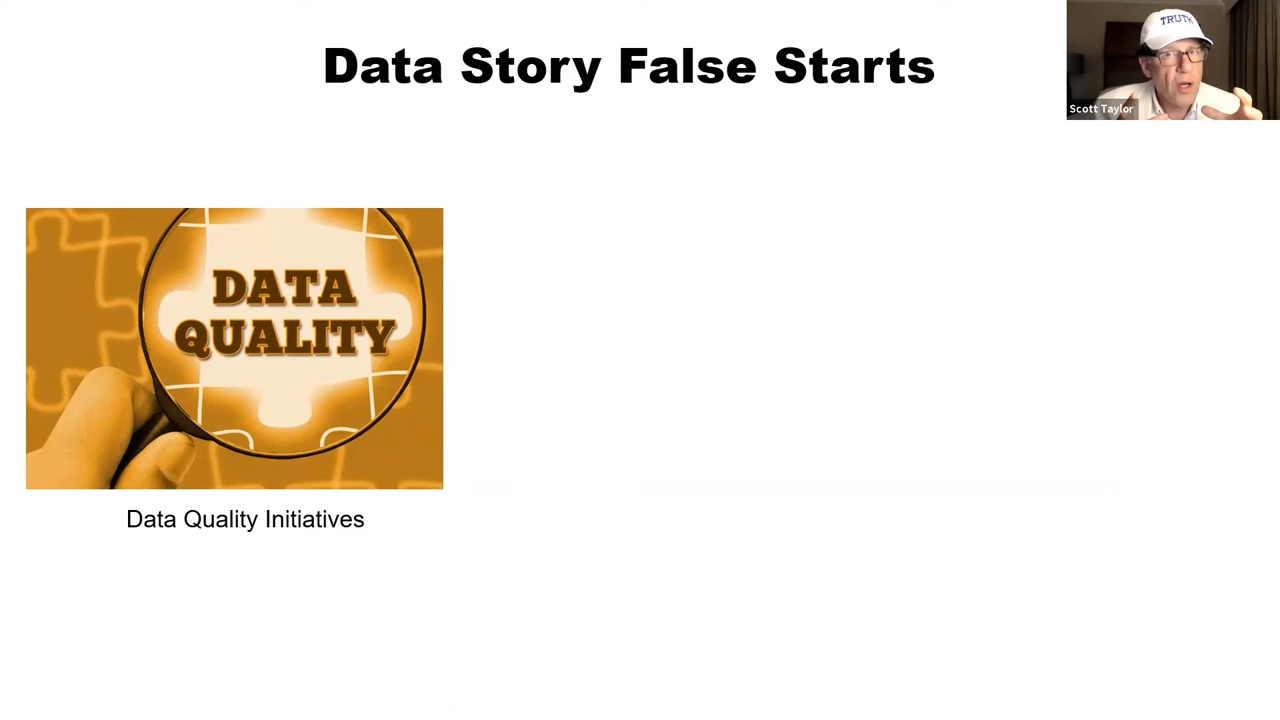 Data Story False Starts
TRUTH
Scott Taylor
DATA
QUALITY
Data Quality Initiatives